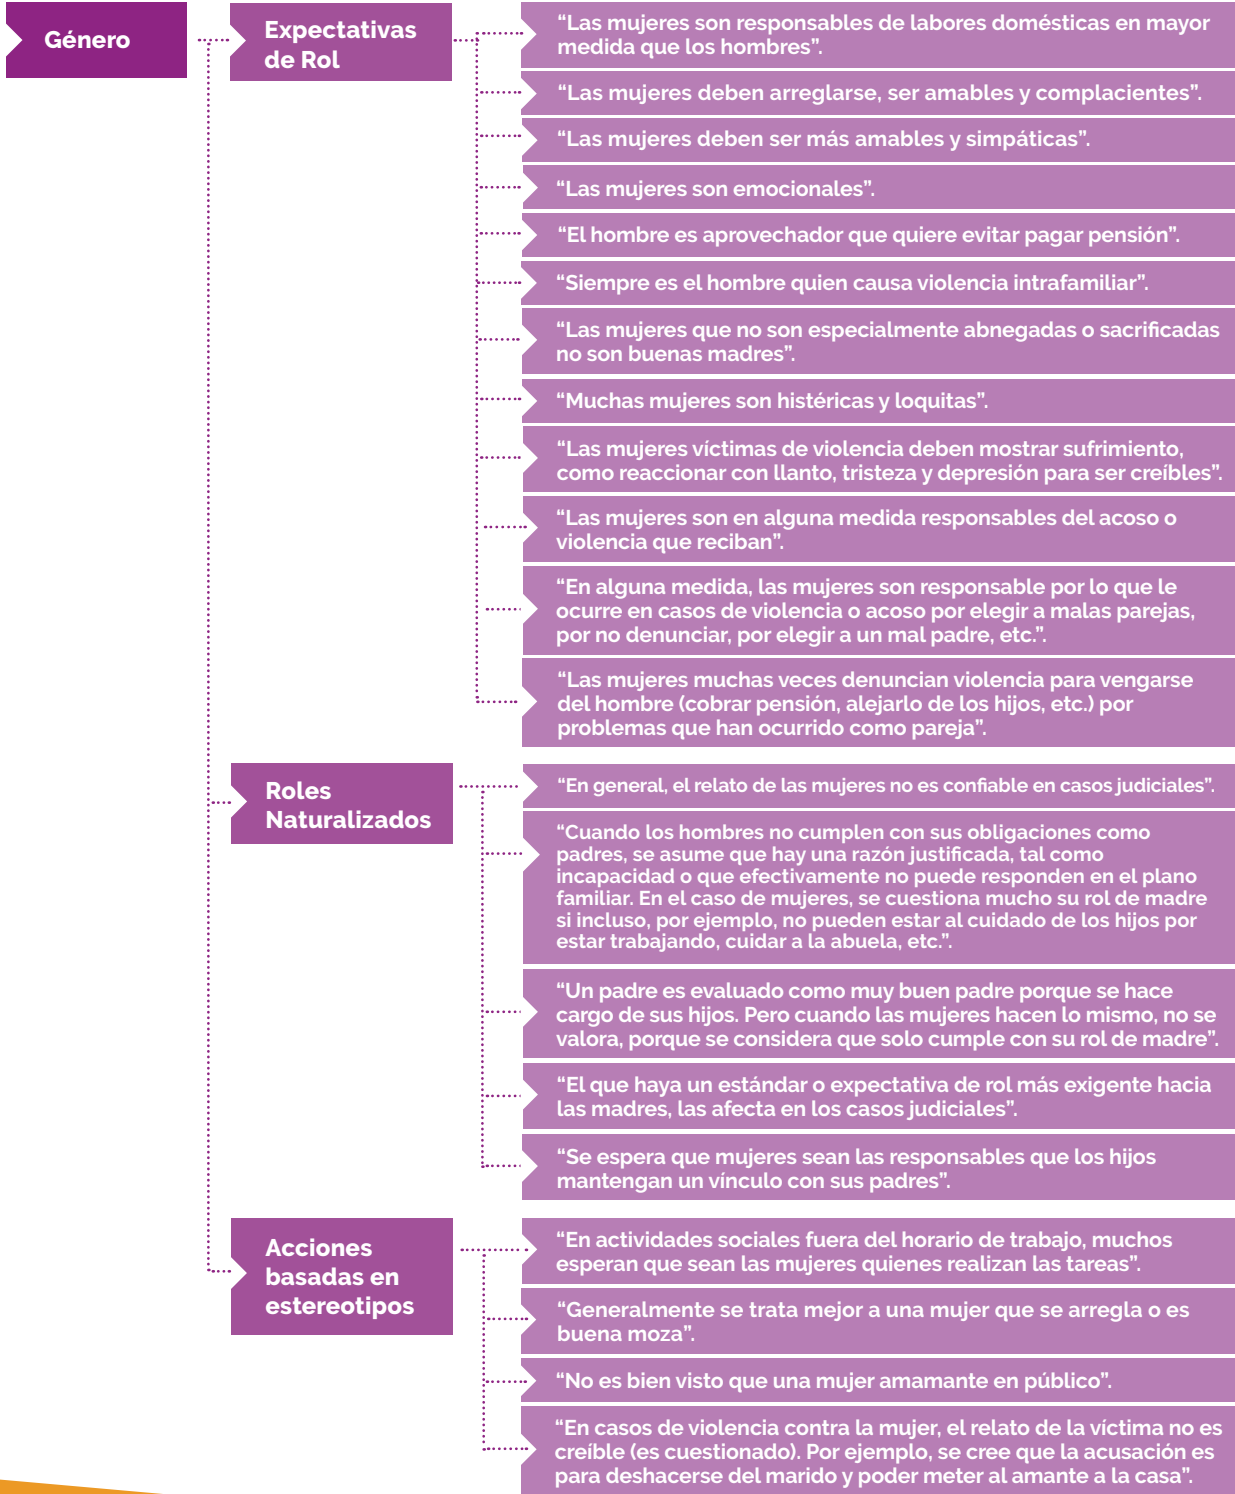 Género
Expectativas
de Rol
“Las mujeres son responsables de labores domésticas en mayor
medida que los hombres”.
“Las mujeres deben arreglarse, ser amables y complacientes”.
“Las mujeres deben ser más amables y simpáticas”.
“Las mujeres son emocionales”.
“El hombre es aprovechador que quiere evitar pagar pensión”.
“Siempre es el hombre quien causa violencia intrafamiliar”.
“Las mujeres que no son especialmente abnegadas o sacrificadas
no son buenas madres”.
“Muchas mujeres son histéricas y loquitas”.
“Las mujeres víctimas de violencia deben mostrar sufrimiento,
como reaccionar con llanto, tristeza y depresión para ser creíbles”.
“Las mujeres son en alguna medida responsables del acoso o
violencia que reciban”.
“En alguna medida, las mujeres son responsable por lo que le
ocurre en casos de violencia o acoso por elegir a malas parejas,
por no denunciar, por elegir a un mal padre, etc.”.
“Las mujeres muchas veces denuncian violencia para vengarse
del hombre (cobrar pensión, alejarlo de los hijos, etc.) por
problemas que han ocurrido como pareja”.
Roles
Naturalizados
“En general, el relato de las mujeres no es confiable en casos judiciales”.
“Cuando los hombres no cumplen con sus obligaciones como
padres, se asume que hay una razón justificada, tal como
incapacidad o que efectivamente no puede responden en el plano
familiar. En el caso de mujeres, se cuestiona mucho su rol de madre
si incluso, por ejemplo, no pueden estar al cuidado de los hijos por
estar trabajando, cuidar a la abuela, etc.”.
“Un padre es evaluado como muy buen padre porque se hace
cargo de sus hijos. Pero cuando las mujeres hacen lo mismo, no se
valora, porque se considera que solo cumple con su rol de madre”.
“El que haya un estándar o expectativa de rol más exigente hacia
las madres, las afecta en los casos judiciales”.
“Se espera que mujeres sean las responsables que los hijos
mantengan un vínculo con sus padres”.
Acciones
basadas en
estereotipos
“En actividades sociales fuera del horario de trabajo, muchos
esperan que sean las mujeres quienes realizan las tareas”.
“Generalmente se trata mejor a una mujer que se arregla o es
buena moza”.
“No es bien visto que una mujer amamante en público”.
“En casos de violencia contra la mujer, el relato de la víctima no es
creíble (es cuestionado). Por ejemplo, se cree que la acusación es
para deshacerse del marido y poder meter al amante a la casa”.